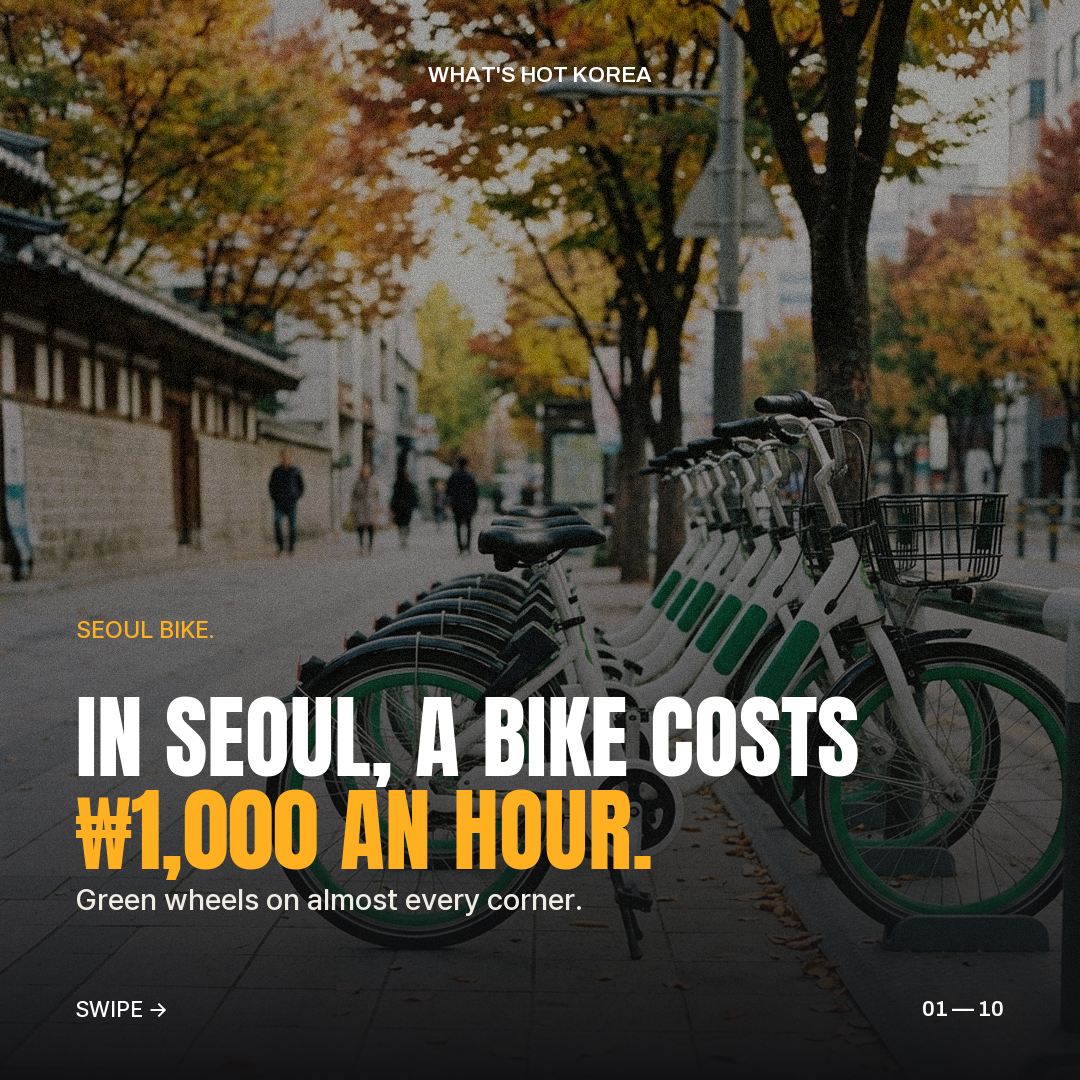 WHAT'S HOT KOREA
SEOUL BIKE.
IN SEOUL, A BIKE COSTS
₩1,000 AN HOUR.
Green wheels on almost every corner.
SWIPE →
01 — 10